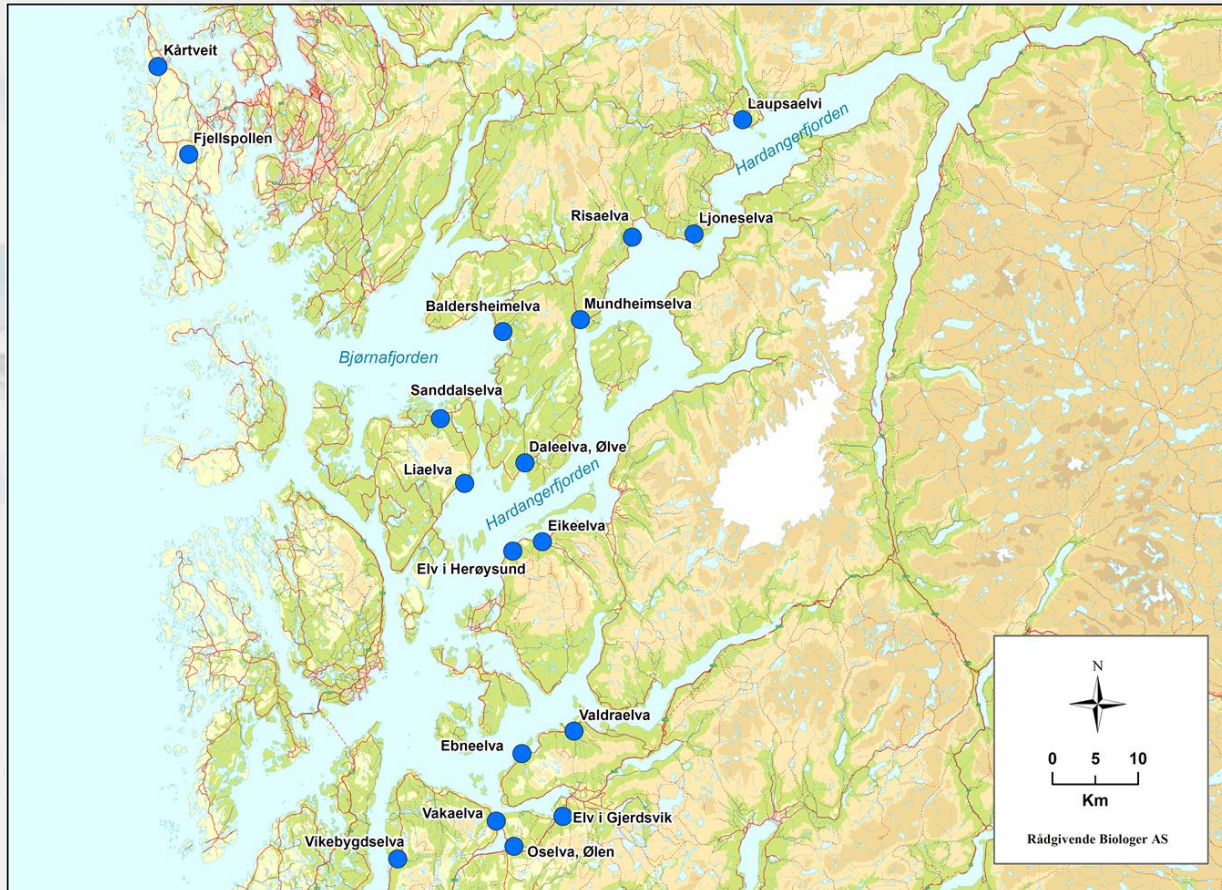 Kårtveit
Laupsaelvi
Hardangerfjorden
Fjellspollen
Risaelva
Ljoneselva
Baldersheimelva
Mundheimselva
Bjørnafjorden
Sanddalselva
Daleelva, Ølve
Liaelva
Hardangerfjorden
Eikeelva
Elv i Herøysund
Valdraelva
Ebneelva
Vakaelva
Elv i Gjerdsvik
Vikebygdselva
Oselva, Ølen
N
0 5 10
Km
Rådgivende Biologer AS